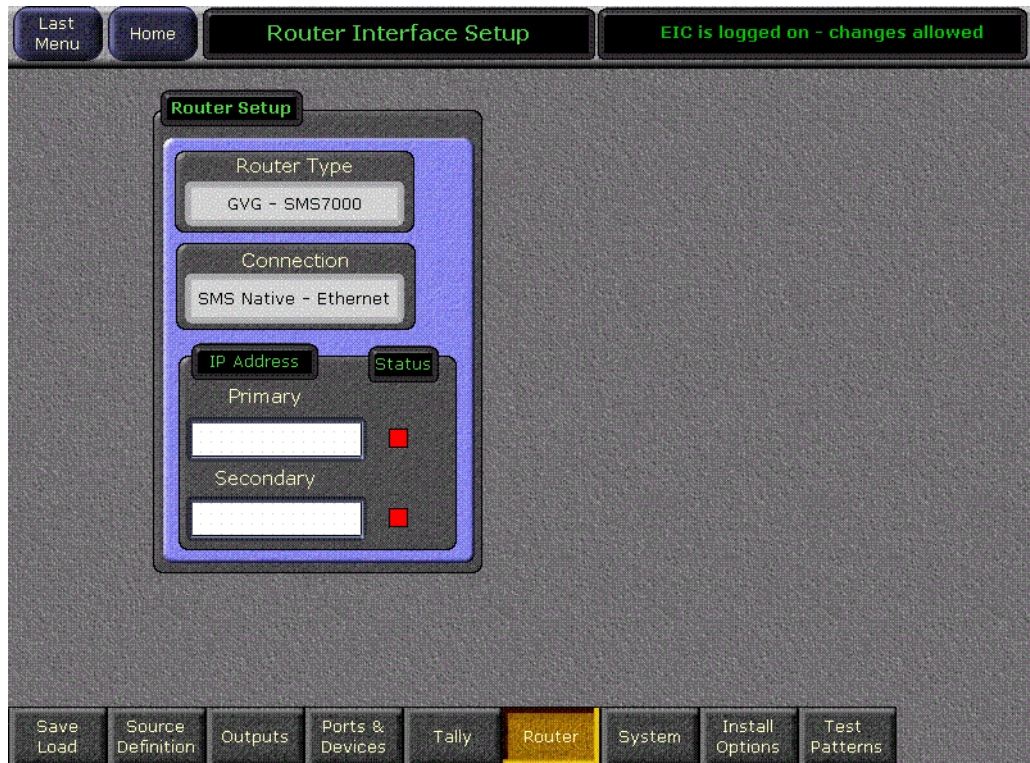 Last
Menu
Home
Router Interface Setup
EIC is logged on - changes allowed
Router Setup
Router Type
GVG - SMS7000
Connection
SMS Native - Ethernet
IP Address
Status
Primary
Secondary
Save
Load
Source
Definition
Outputs
Ports &
Devices
Tally
Router
System
Install
Options
Test
Patterns